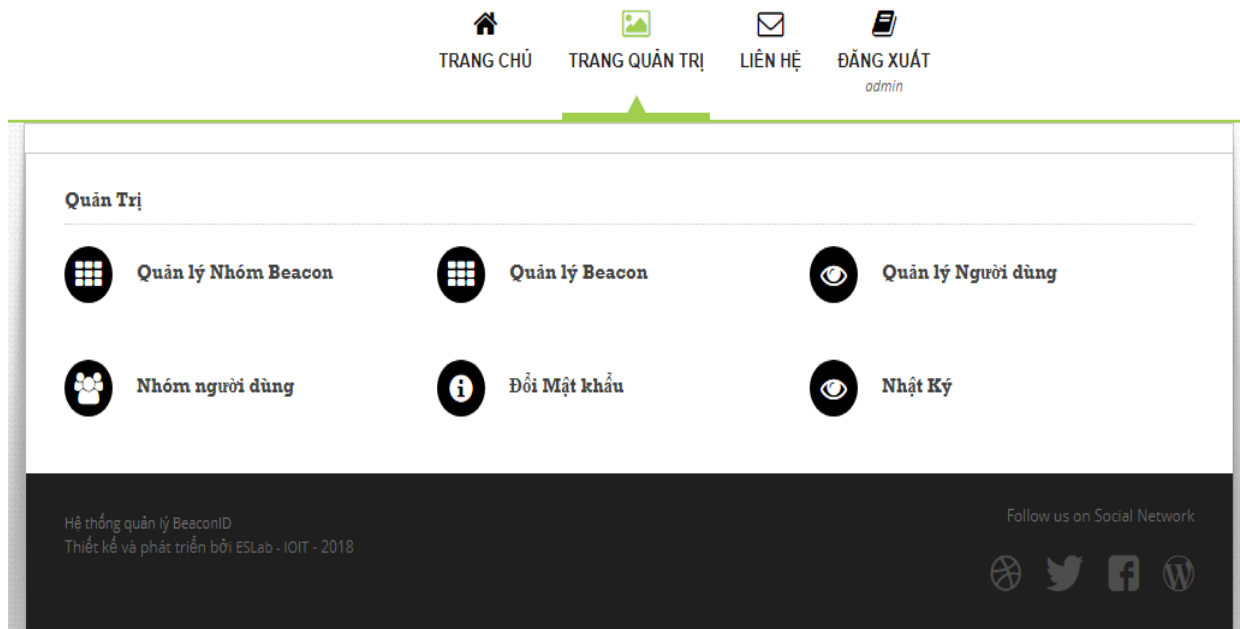 TRANG CHỦ
TRANG QUẢN TRỊ
LIÊN HỆ
ĐĂNG XUẤT
admin
Quản Trị
Quản lý Nhóm Beacon
Quản lý Beacon
Quản lý Người dùng
Nhóm người dùng
Đổi Mật khẩu
Nhật Ký
Hệ thống quản lý BeaconID
Thiết kế và phát triển bởi ESLab - IOIT - 2018
Follow us on Social Network